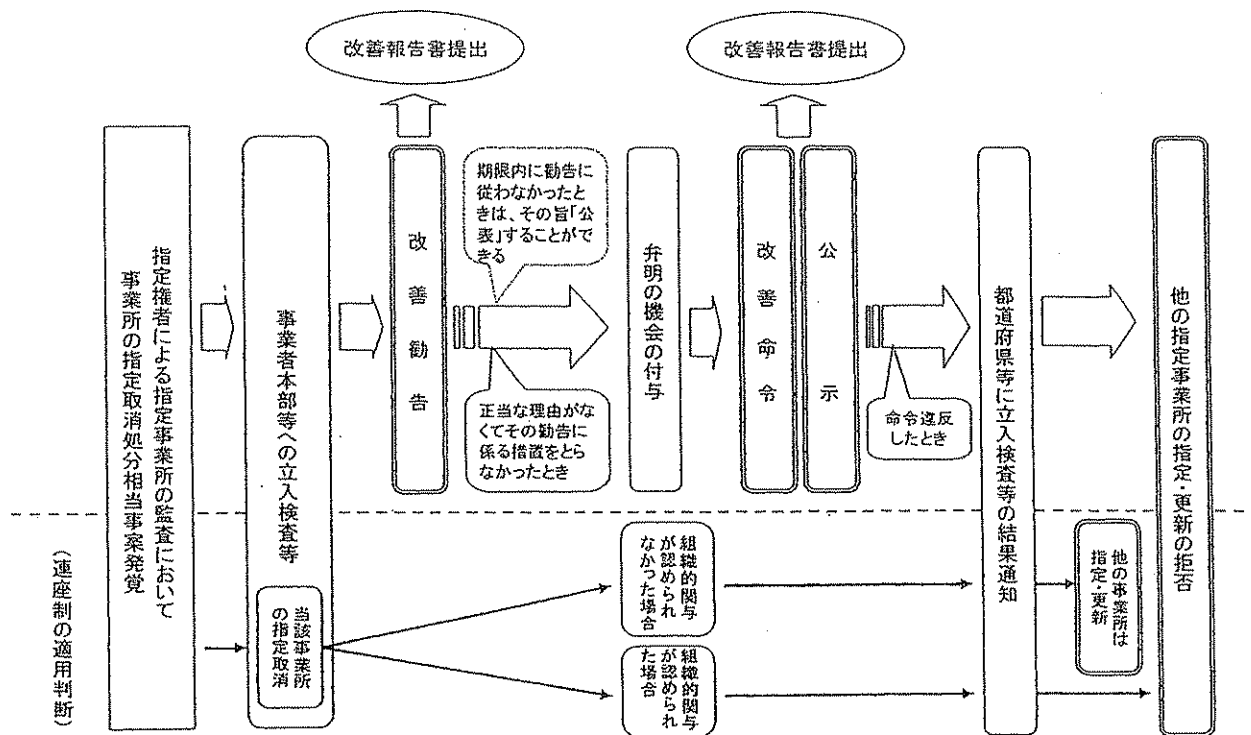 改善報告書提出
改善報告書提出
指定権者による指定事業所の監査において
事業所の指定取消処分相当事案発覚
事業者本部等への立入検査等
改善勧告
期限内に勧告に
従わなかったと
きは、その旨「公
表」することがで
きる
正当な理由がな
くてその勧告に
係る措置をとら
なかったとき
弁明の機会の付与
改善命令
公示
命令違反
したとき
都道府県等に立入検査等の結果通知
他の指定事業所の指定・更新の拒否
（連座制の適用判断）
当該事業所
の指定取消
組織的関与
が認められ
なかった場合
組織的関与
が認められ
た場合
他の事業所は
指定・更新